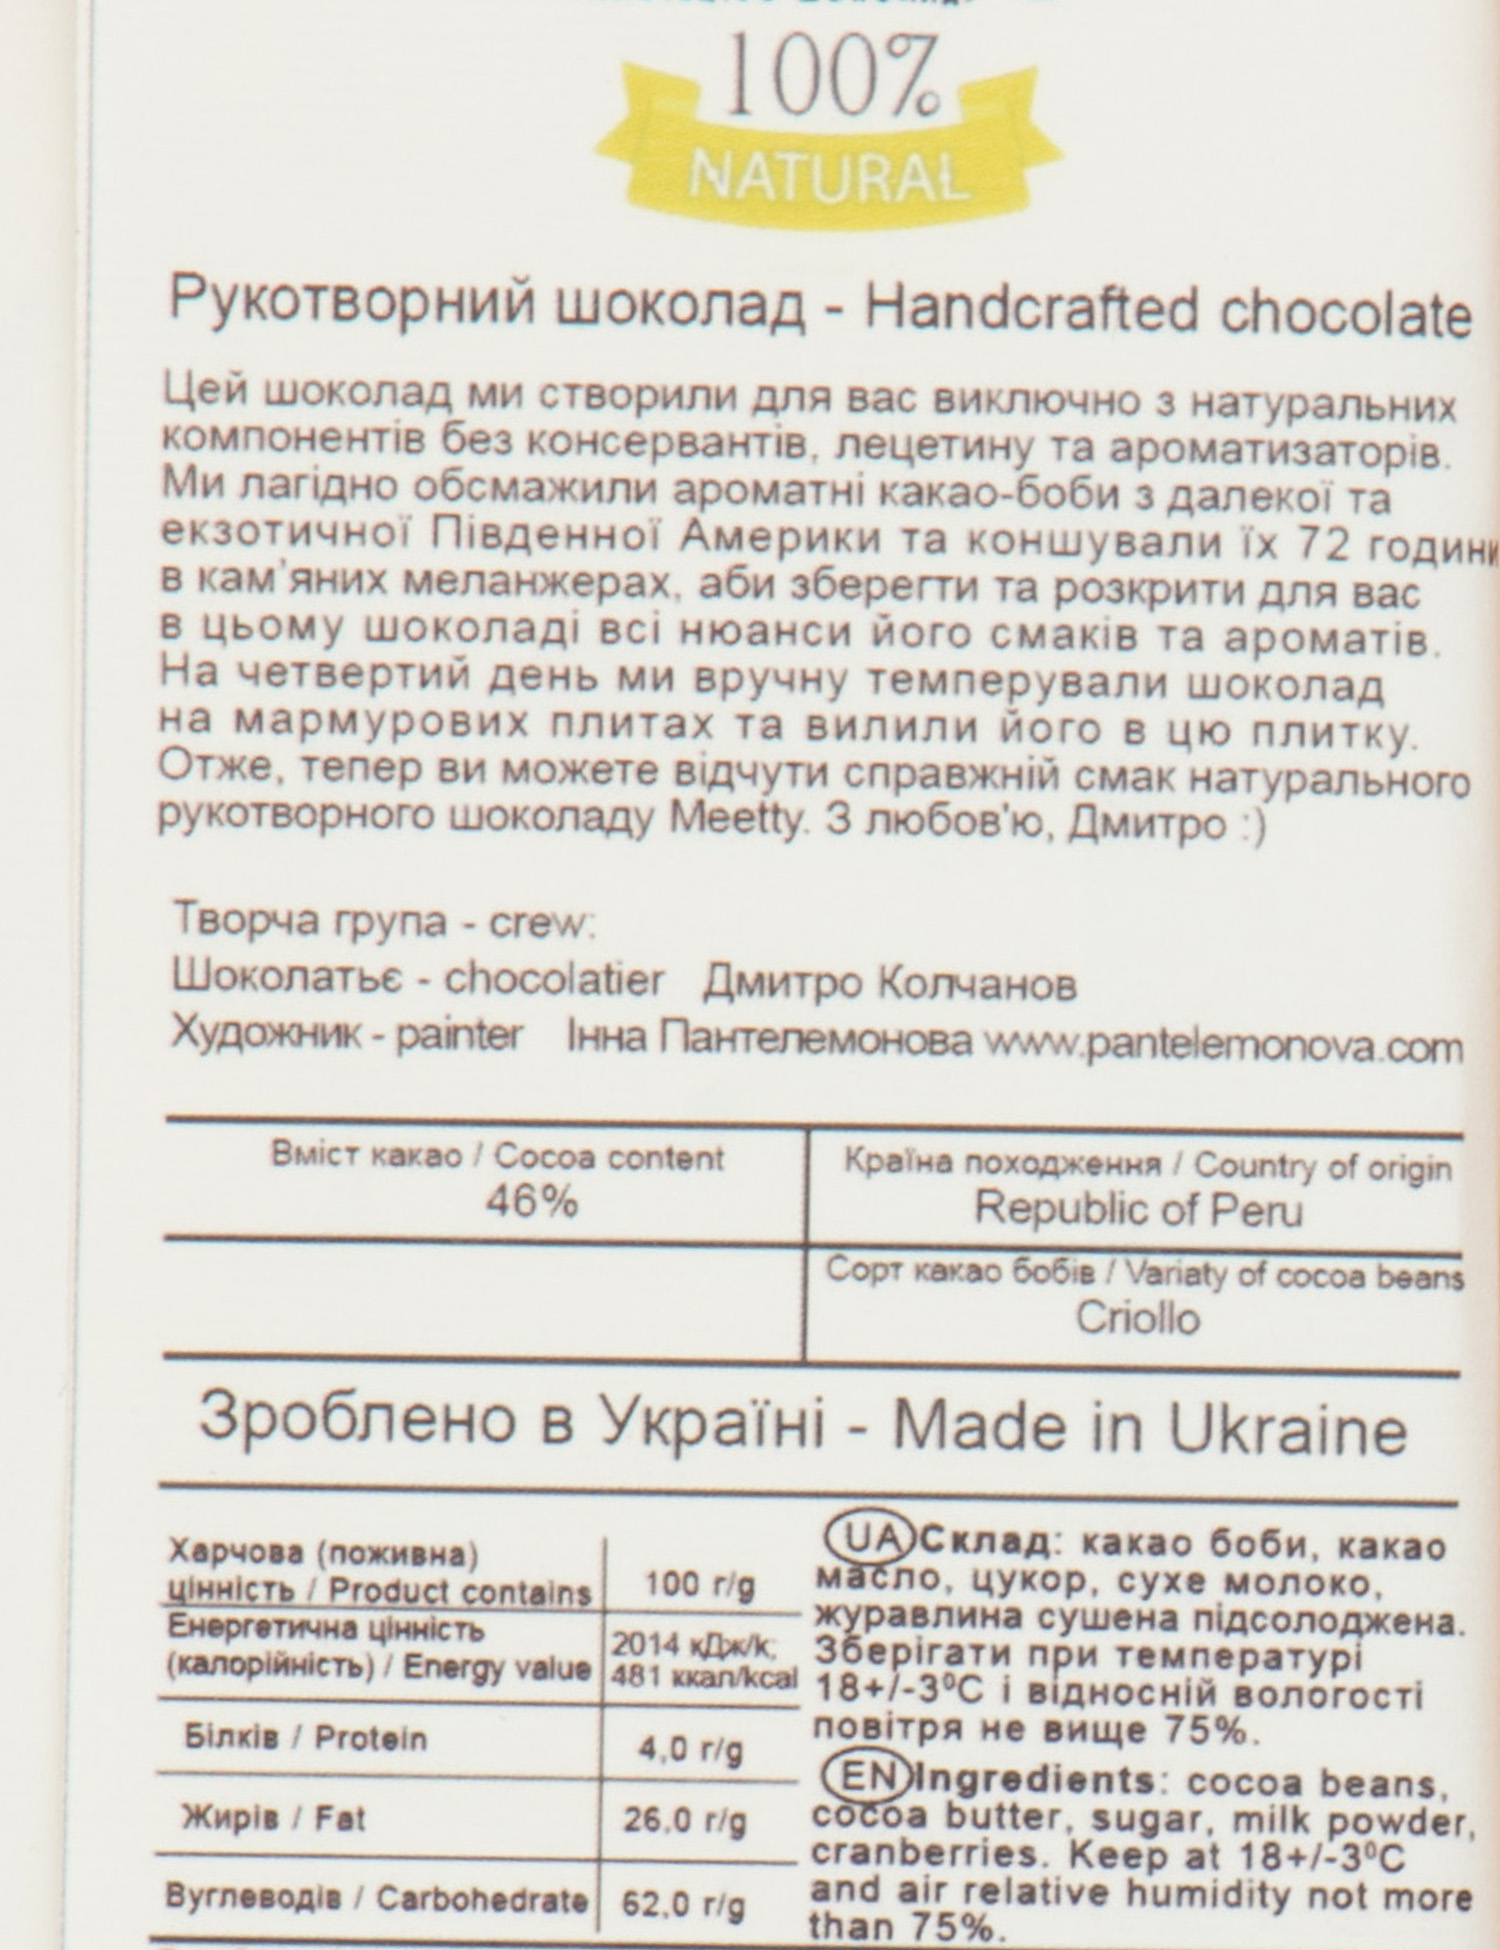 100%
NATURAL
Рукотворний шоколад - Handcrafted chocolate
Цей шоколад ми створили для вас виключно з натуральних
компонентів без консервантів, лецетину та ароматизаторів.
Ми лагідно обсмажили ароматні какао-боби з далекої та
екзотичної Південної Америки та коншували їх 72 години
в кам'яних меланжерах, аби зберегти та розкрити для вас
в цьому шоколаді всі нюанси його смаків та ароматів.
На четвертий день ми вручну темперували шоколад
на мармурових плитах та вилили його в цю плитку.
Отже, тепер ви можете відчути справжній смак натурального
рукотворного шоколаду Meetty. З любов'ю, Дмитро :)
Творча група - crew:
Шоколатьє - chocolatier Дмитро Колчанов
Художник - painter Інна Пантелемонова www.pantelemonova.com
Вміст какао / Cocoa content
46%
Країна походження / Country of origin
Republic of Peru
Сорт какао бобів / Variaty of cocoa beans
Criollo
Зроблено в Україні - Made in Ukraine
Харчова (поживна)
цінність / Product contains
100 г/g
Енергетична цінність
(калорійність) / Energy value
2014 кДж/k;
481 ккал/kcal
Білків / Protein
4,0 г/g
Жирів / Fat
26,0 г/g
Вуглеводів / Carbohedrate
62,0 г/g
UA Склад: какао боби, какао
масло, цукор, сухе молоко,
журавлина сушена підсолоджена.
Зберігати при температурі
18+/-3⁰C і відносній вологості
повітря не вище 75%.
EN Ingredients: cocoa beans,
cocoa butter, sugar, milk powder,
cranberries. Keep at 18+/-3⁰C
and air relative humidity not more
than 75%.